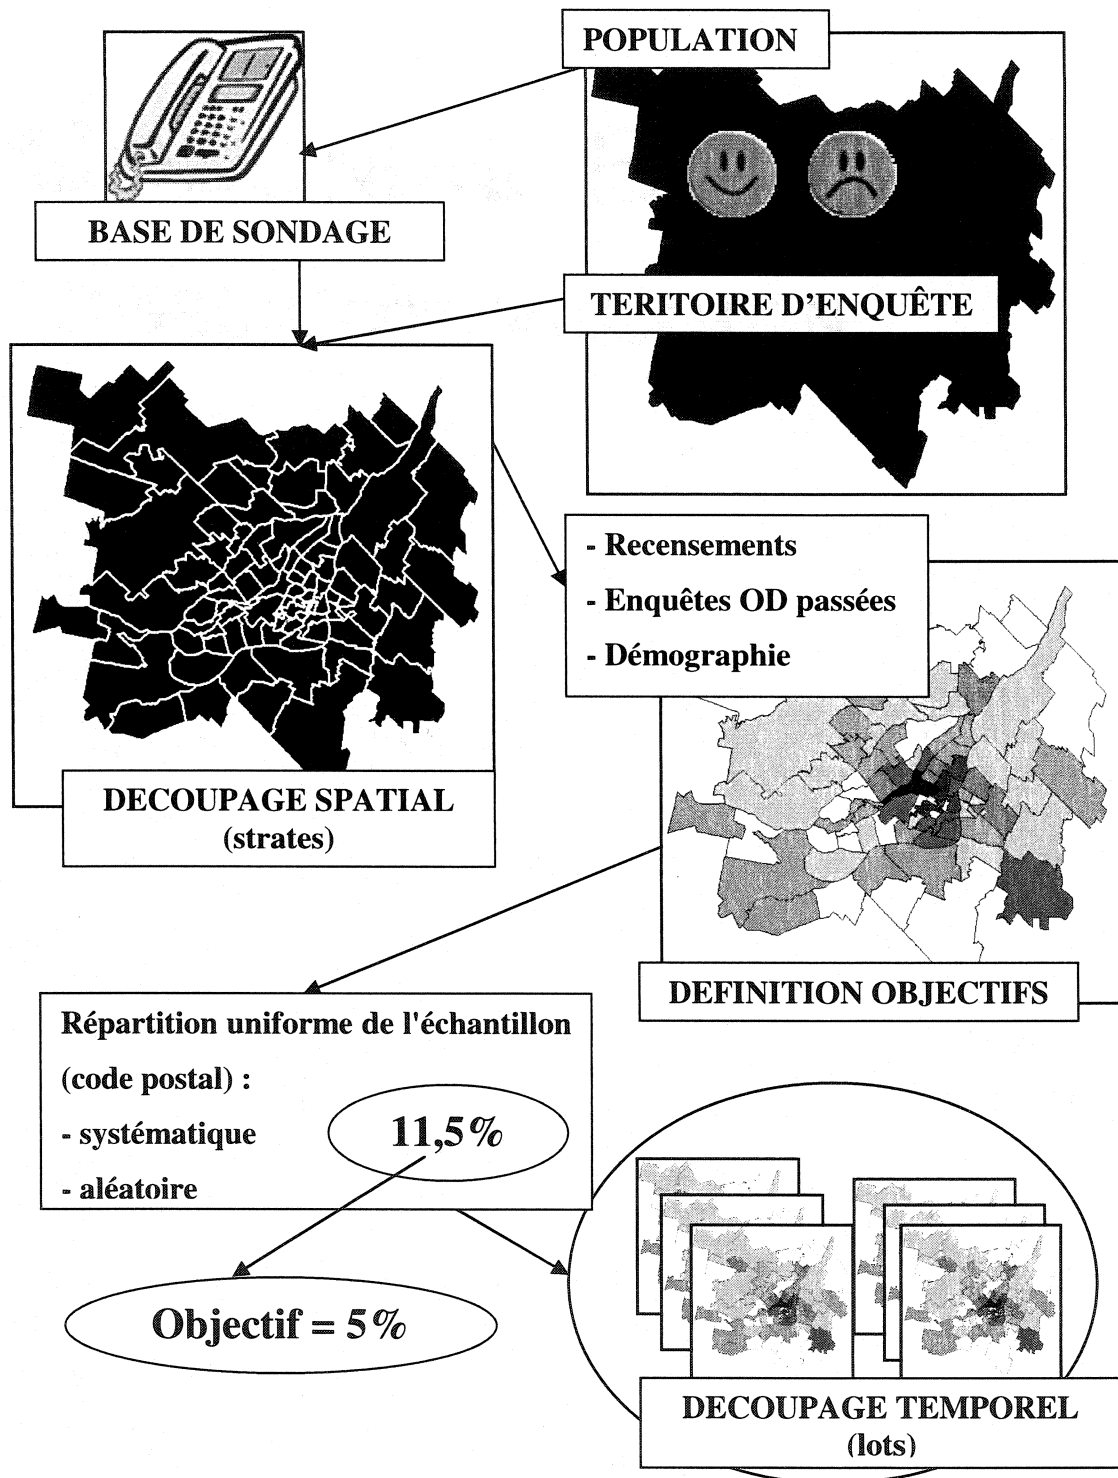 POPULATION
BASE DE SONDAGE
TÉRITOIRE D'ENQUÊTE
- Recensements
- Enquêtes OD passées
- Démographie
DECOUPAGE SPATIAL
(strates)
DEFINITION OBJECTIFS
Répartition uniforme de l'échantillon
(code postal) :
- systématique
11,5%
- aléatoire
Objectif = 5%
DECOUPAGE TEMPOREL
(lots)